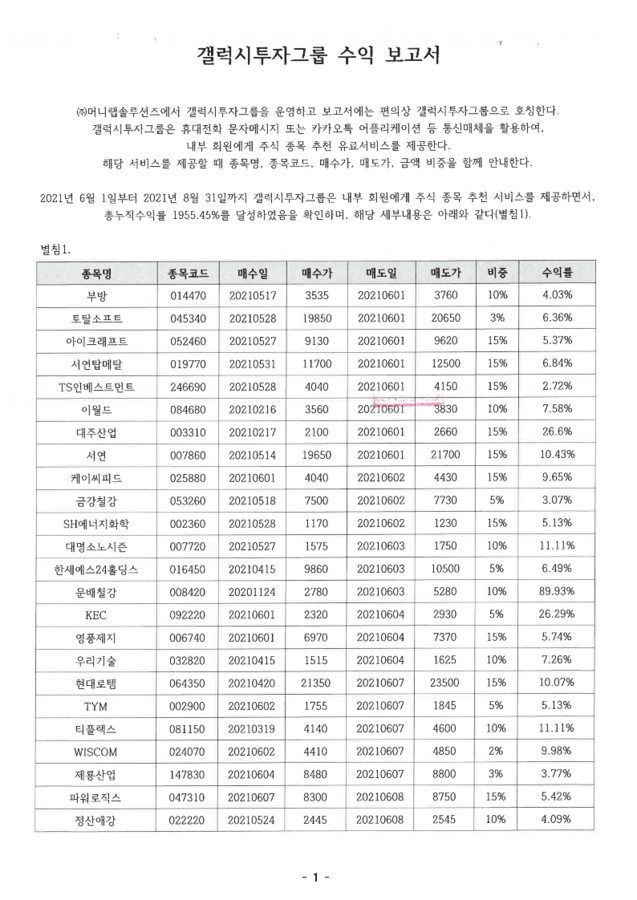 갤럭시투자그룹 수익 보고서
㈜머니랩솔루션즈에서 갤럭시투자그룹을 운영하고 보고서에는 편의상 갤럭시투자그룹으로 호칭한다.
갤럭시투자그룹은 휴대전화 문자메시지 또는 카카오톡 어플리케이션 등 통신매체을 활용하여,
내부 회원에게 주식 종목 추천 유료서비스를 제공한다.
해당 서비스를 제공할 때 종목명, 종목코드, 매수가, 매도가, 금액 비중을 함께 안내한다.
2021년 6월 1일부터 2021년 8월 31일까지 갤럭시투자그룹은 내부 회원에게 주식 종목 추천 서비스를 제공하면서,
총누적수익률 1955.45%를 달성하였음을 확인하며, 해당 세부내용은 아래와 같다(별첨1).
별첨1.
종목명 종목코드 매수일 매수가 매도일 매도가 비중 수익률
부방 014470 20210517 3535 20210601 3760 10% 4.03%
토탈소프트 045340 20210528 19850 20210601 20650 3% 6.36%
아이크래프트 052460 20210527 9130 20210601 9620 15% 5.37%
서연탑메탈 019770 20210531 11700 20210601 12500 15% 6.84%
TS인베스트먼트 246690 20210528 4040 20210601 4150 15% 2.72%
이월드 084680 20210216 3560 20210601 3830 10% 7.58%
대주산업 003310 20210217 2100 20210601 2660 15% 26.6%
서연 007860 20210514 19650 20210601 21700 15% 10.43%
케이씨피드 025880 20210601 4040 20210602 4430 15% 9.65%
금강철강 053260 20210518 7500 20210602 7730 5% 3.07%
SH에너지화학 002360 20210528 1170 20210602 1230 15% 5.13%
대명소노시즌 007720 20210527 1575 20210603 1750 10% 11.11%
한세예스24홀딩스 016450 20210415 9860 20210603 10500 5% 6.49%
문배철강 008420 20201124 2780 20210603 5280 10% 89.93%
KEC 092220 20210601 2320 20210604 2930 5% 26.29%
영풍제지 006740 20210601 6970 20210604 7370 15% 5.74%
우리기술 032820 20210415 1515 20210604 1625 10% 7.26%
현대로템 064350 20210420 21350 20210607 23500 15% 10.07%
TYM 002900 20210602 1755 20210607 1845 5% 5.13%
티플랙스 081150 20210319 4140 20210607 4600 10% 11.11%
WISCOM 024070 20210602 4410 20210607 4850 2% 9.98%
제룡산업 147830 20210604 8480 20210607 8800 3% 3.77%
파워로직스 047310 20210607 8300 20210608 8750 15% 5.42%
정산애강 022220 20210524 2445 20210608 2545 10% 4.09%
- 1 -